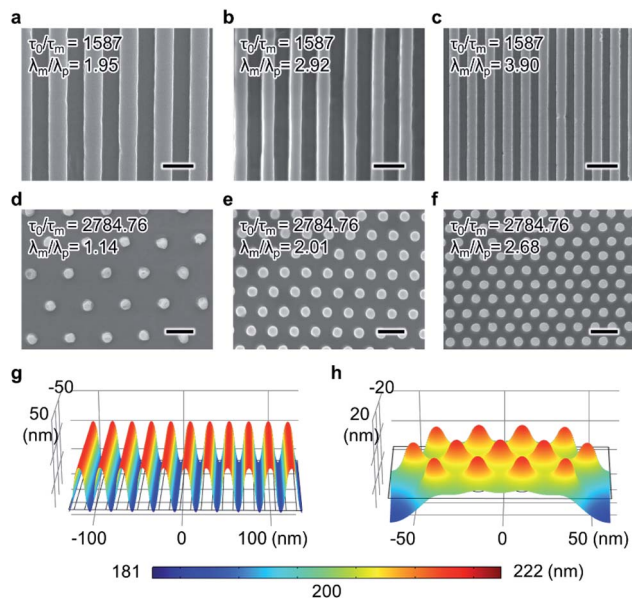 a
τ₀/τₘ = 1587
λₘ/λₚ = 1.95
b
τ₀/τₘ = 1587
λₘ/λₚ = 2.92
c
τ₀/τₘ = 1587
λₘ/λₚ = 3.90
d
τ₀/τₘ = 2784.76
λₘ/λₚ = 1.14
e
τ₀/τₘ = 2784.76
λₘ/λₚ = 2.01
f
τ₀/τₘ = 2784.76
λₘ/λₚ = 2.68
g
-50
50
(nm)
-100 0 100 (nm)
h
-20
20
(nm)
-50 0 50 (nm)
181 222 (nm)
200